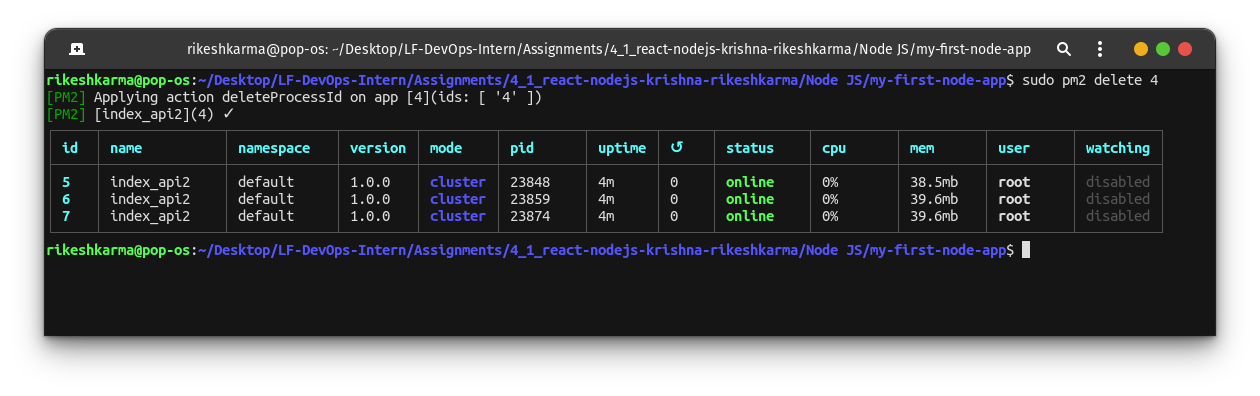 rikeshkarma@pop-os: ~/Desktop/LF-DevOps-Intern/Assignments/4_1_react-nodejs-krishna-rikeshkarma/Node JS/my-first-node-app
rikeshkarma@pop-os:~/Desktop/LF-DevOps-Intern/Assignments/4_1_react-nodejs-krishna-rikeshkarma/Node JS/my-first-node-app$ sudo pm2 delete 4
[PM2] Applying action deleteProcessId on app [4](ids: [ '4' ])
[PM2] [index_api2](4) ✓
id name namespace version mode pid uptime ↺ status cpu mem user watching
5 index_api2 default 1.0.0 cluster 23848 4m 0 online 0% 38.5mb root disabled
6 index_api2 default 1.0.0 cluster 23859 4m 0 online 0% 39.6mb root disabled
7 index_api2 default 1.0.0 cluster 23874 4m 0 online 0% 39.6mb root disabled
rikeshkarma@pop-os:~/Desktop/LF-DevOps-Intern/Assignments/4_1_react-nodejs-krishna-rikeshkarma/Node JS/my-first-node-app$